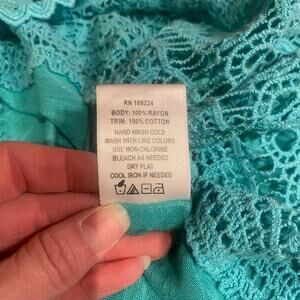 RN 109224
BODY: 100% RAYON
TRIM: 100% COTTON
HAND WASH COLD
WASH WITH LIKE COLORS
USE NON-CHLORINE
BLEACH AS NEEDED
DRY FLAT
COOL IRON IF NEEDED